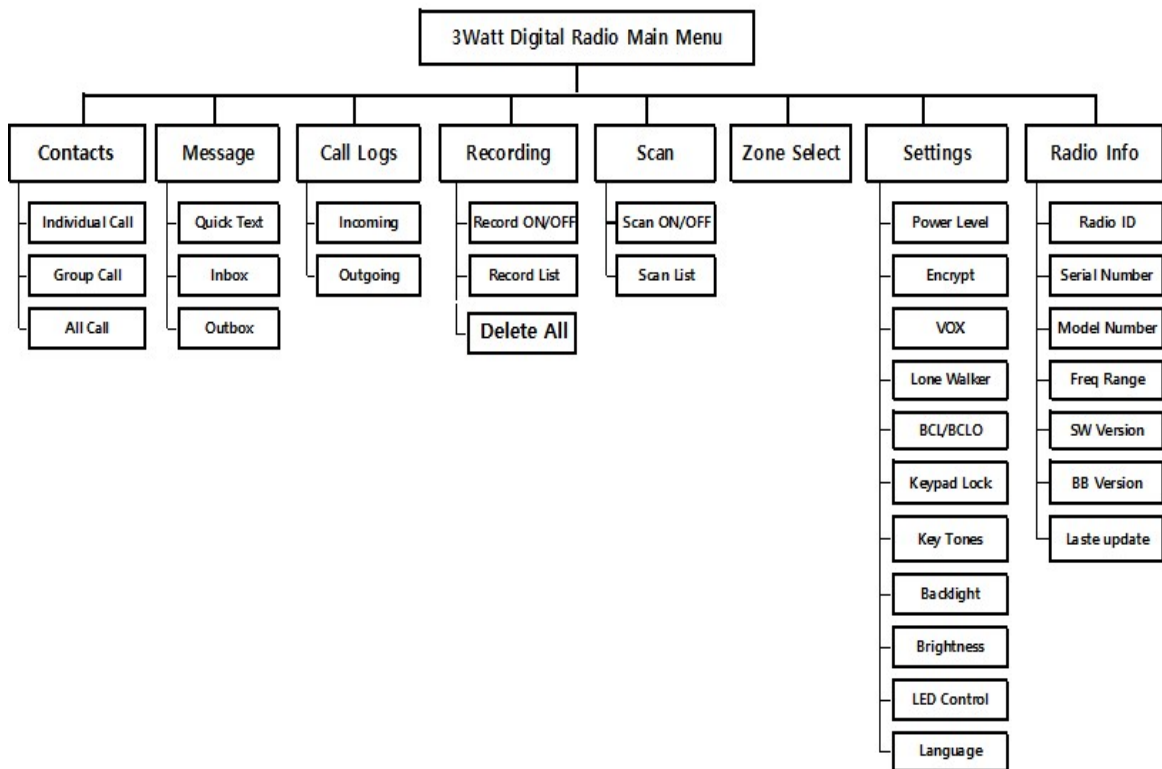 3Watt Digital Radio Main Menu
Contacts
Message
Call Logs
Recording
Scan
Zone Select
Settings
Radio Info
Individual Call
Group Call
All Call
Quick Text
Inbox
Outbox
Incoming
Outgoing
Record ON/OFF
Record List
Delete All
Scan ON/OFF
Scan List
Power Level
Encrypt
VOX
Lone Walker
BCL/BCLO
Keypad Lock
Key Tones
Backlight
Brightness
LED Control
Language
Radio ID
Serial Number
Model Number
Freq Range
SW Version
BB Version
Laste update